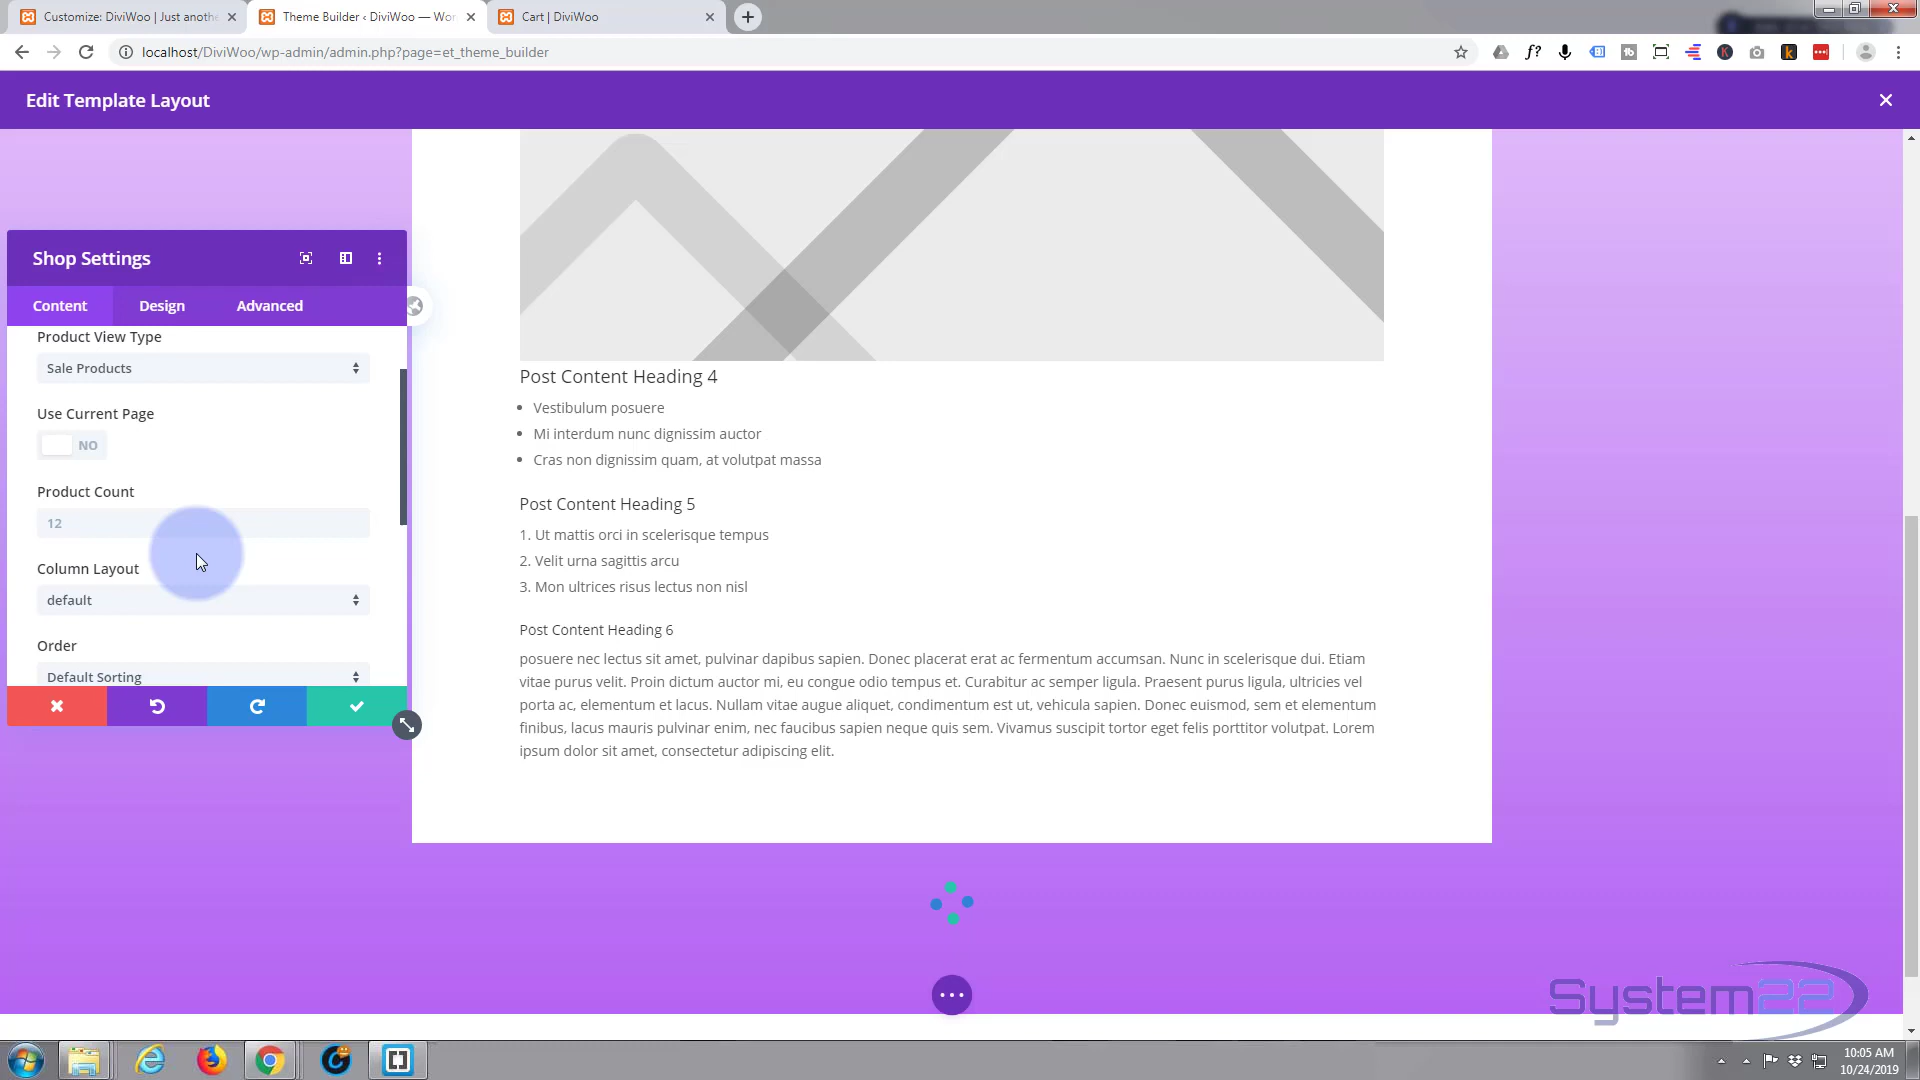 Customize: DiviWoo | Just anoth
Theme Builder ‹ DiviWoo — Wor
Cart | DiviWoo
localhost/DiviWoo/wp-admin/admin.php?page=et_theme_builder
Edit Template Layout
Shop Settings
Content
Design
Advanced
Product View Type
Sale Products
Use Current Page
NO
Product Count
12
Column Layout
default
Order
Default Sorting
Post Content Heading 4
Vestibulum posuere
Mi interdum nunc dignissim auctor
Cras non dignissim quam, at volutpat massa
Post Content Heading 5
1. Ut mattis orci in scelerisque tempus
2. Velit urna sagittis arcu
3. Mon ultrices risus lectus non nisl
Post Content Heading 6
posuere nec lectus sit amet, pulvinar dapibus sapien. Donec placerat erat ac fermentum accumsan. Nunc in scelerisque dui. Etiam
vitae purus velit. Proin dictum auctor mi, eu congue odio tempus et. Curabitur ac semper ligula. Praesent purus ligula, ultricies vel
porta ac, elementum et lacus. Nullam vitae augue aliquet, condimentum est ut, vehicula sapien. Donec euismod, sem et elementum
finibus, lacus mauris pulvinar enim, nec faucibus sapien neque quis sem. Vivamus suscipit tortor eget felis porttitor volutpat. Lorem
ipsum dolor sit amet, consectetur adipiscing elit.
System22
10:05 AM
10/24/2019